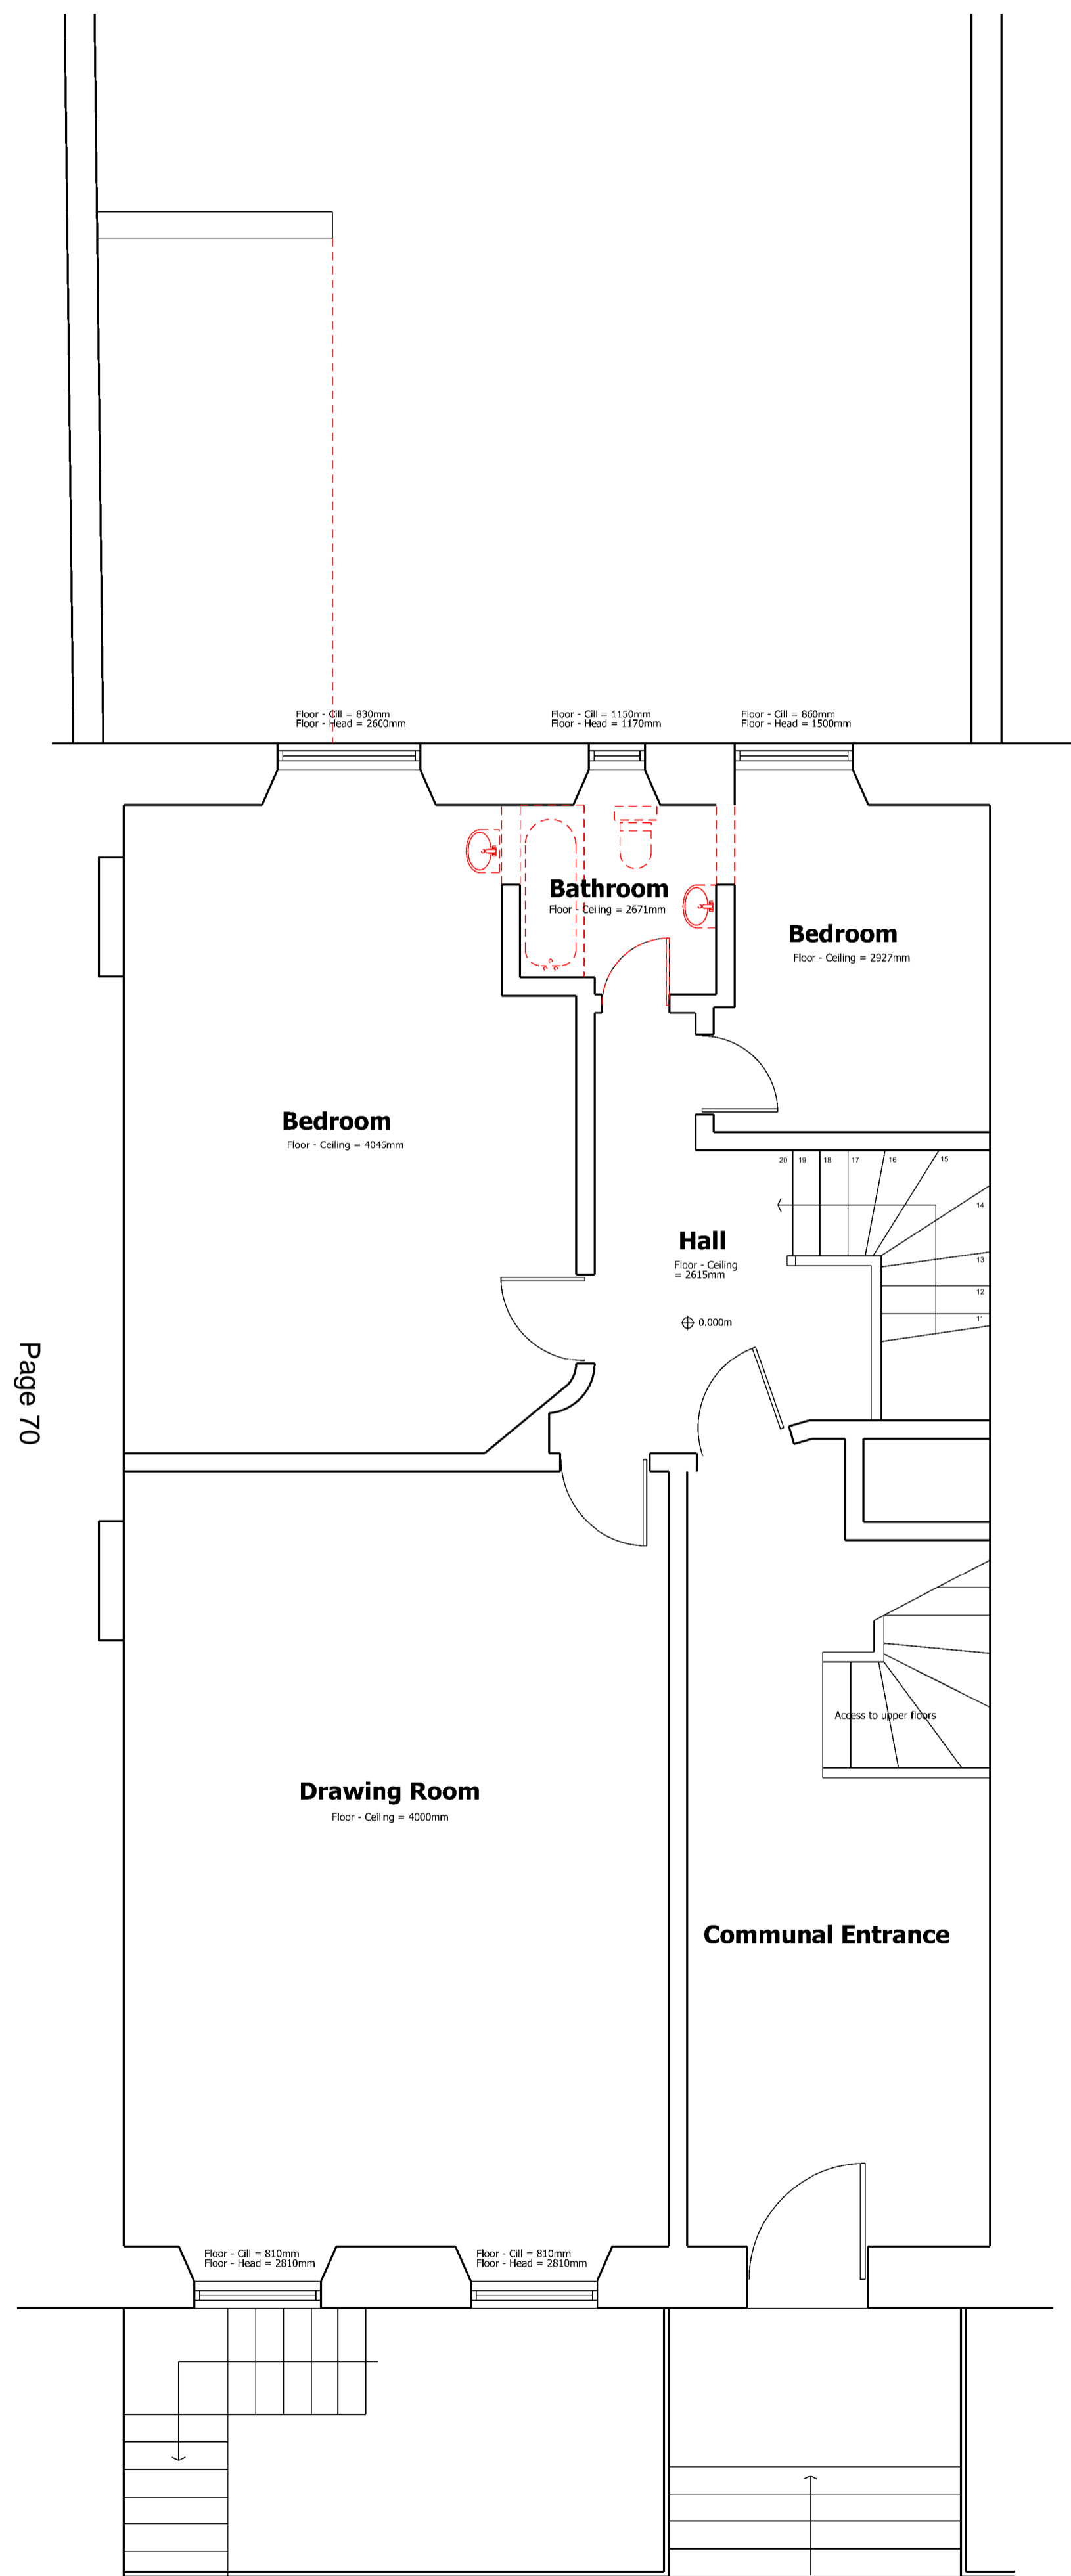 Floor - Cill = 830mm
Floor - Head = 2600mm
Floor - Cill = 1150mm
Floor - Head = 1170mm
Floor - Cill = 860mm
Floor - Head = 1500mm
Bathroom
Floor - Ceiling = 2671mm
Bedroom
Floor - Ceiling = 2927mm
Bedroom
Floor - Ceiling = 4046mm
20
19
18
17
16
15
14
13
12
11
Hall
Floor - Ceiling
= 2615mm
0.000m
Page 70
Access to upper floors
Drawing Room
Floor - Ceiling = 4000mm
Communal Entrance
Floor - Cill = 810mm
Floor - Head = 2810mm
Floor - Cill = 810mm
Floor - Head = 2810mm